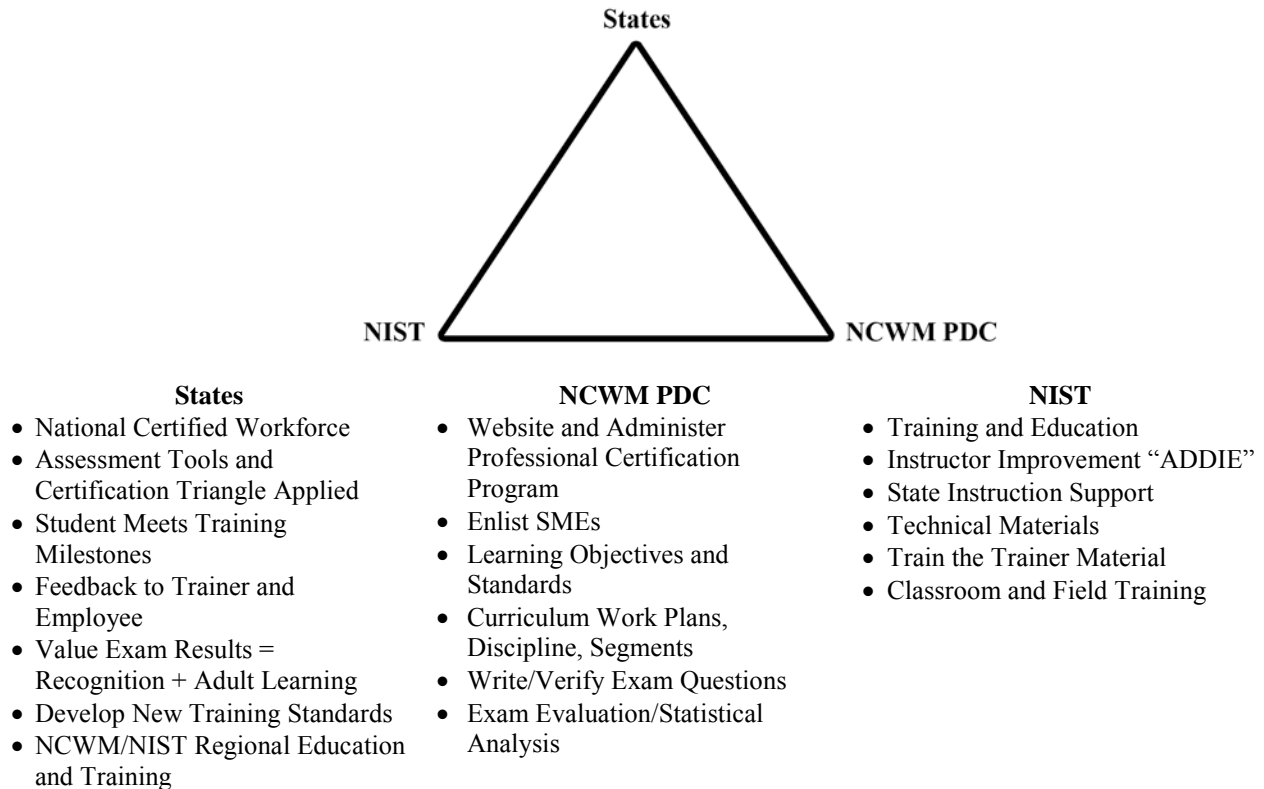 States
NIST
NCWM PDC
States
• National Certified Workforce
• Assessment Tools and
Certification Triangle Applied
• Student Meets Training
Milestones
• Feedback to Trainer and
Employee
• Value Exam Results =
Recognition + Adult Learning
• Develop New Training Standards
• NCWM/NIST Regional Education
and Training
NCWM PDC
• Website and Administer
Professional Certification
Program
• Enlist SMEs
• Learning Objectives and
Standards
• Curriculum Work Plans,
Discipline, Segments
• Write/Verify Exam Questions
• Exam Evaluation/Statistical
Analysis
NIST
• Training and Education
• Instructor Improvement “ADDIE”
• State Instruction Support
• Technical Materials
• Train the Trainer Material
• Classroom and Field Training